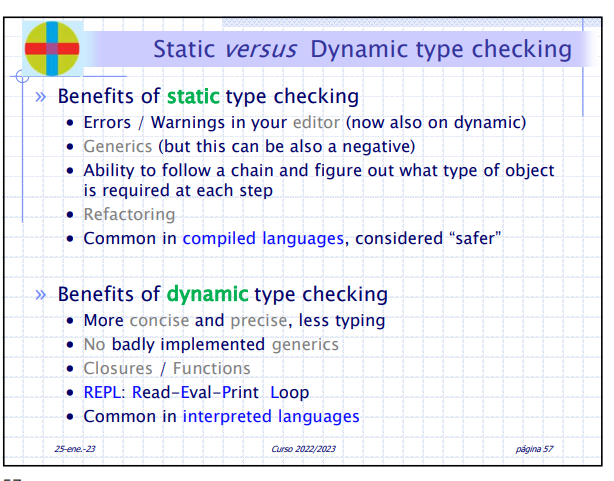 Static versus Dynamic type checking
» Benefits of static type checking
• Errors / Warnings in your editor (now also on dynamic)
• Generics (but this can be also a negative)
• Ability to follow a chain and figure out what type of object
is required at each step
• Refactoring
• Common in compiled languages, considered “safer”
» Benefits of dynamic type checking
• More concise and precise, less typing
• No badly implemented generics
• Closures / Functions
• REPL: Read-Eval-Print Loop
• Common in interpreted languages
25-ene.-23 Curso 2022/2023 página 57